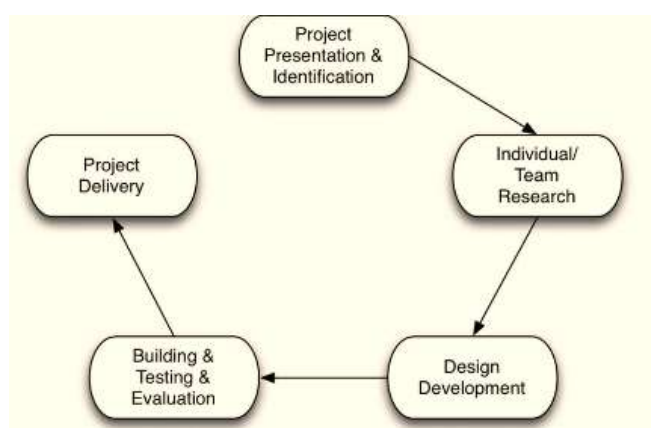 Project
Presentation &
Identification
Individual/
Team
Research
Design
Development
Building &
Testing &
Evaluation
Project
Delivery